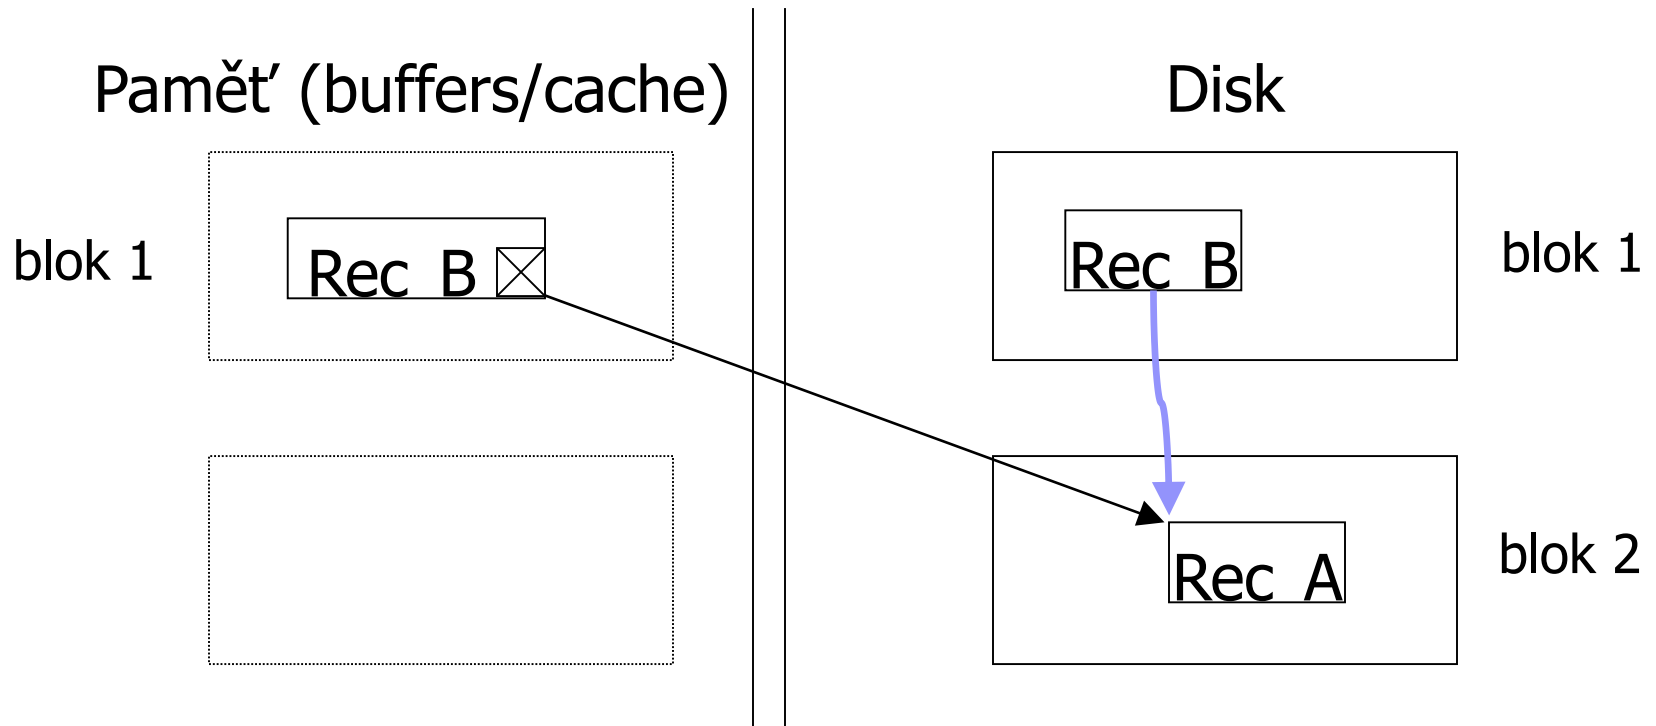 Paměť (buffers/cache)
Disk
blok 1
Rec B
Rec B
blok 1
Rec A
blok 2